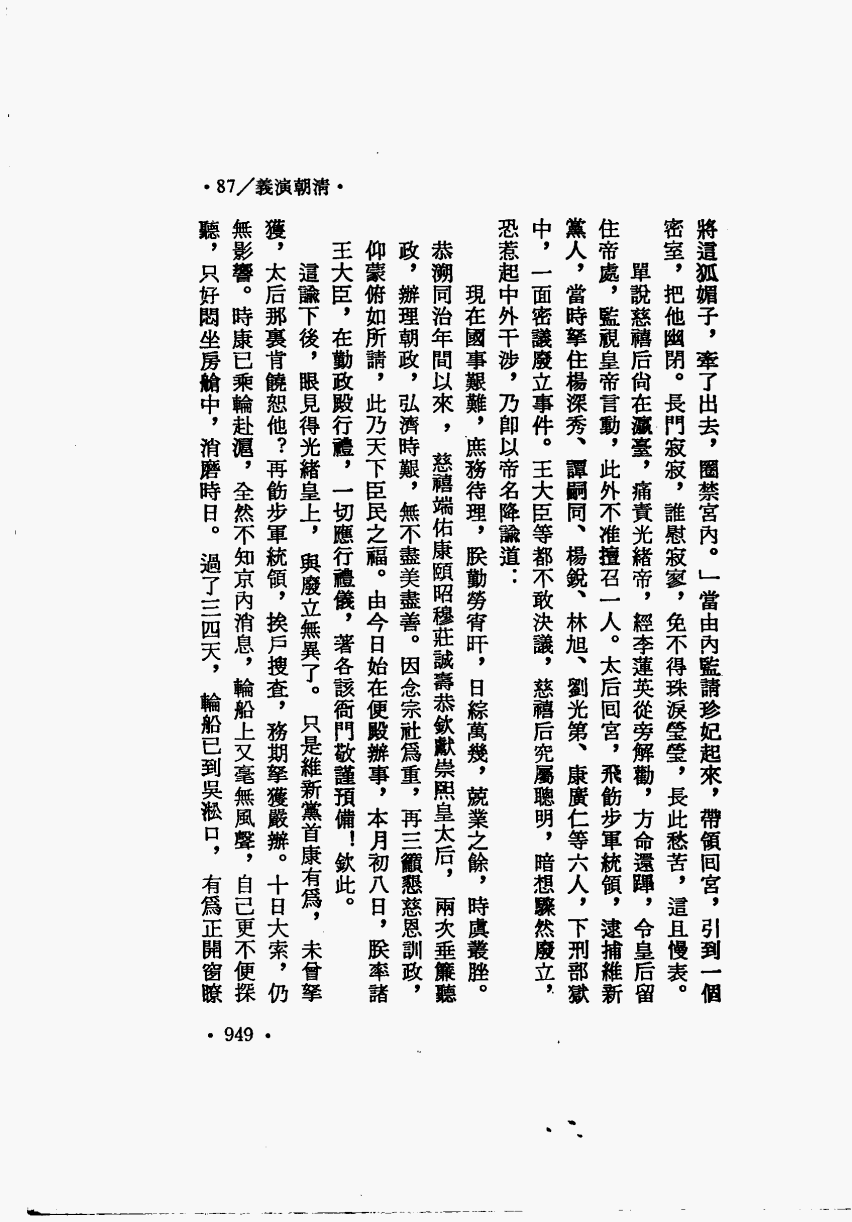 ·87／義演朝清·
將這狐媚子，牽了出去，圈禁宮內。」當由內監請珍妃起來，帶領回宮，引到一個
密室，把他幽閉。長門寂寂，誰慰寂寥，免不得珠淚瑩瑩，長此愁苦，這且慢表。
單說慈禧后尙在瀛臺，痛責光緒帝，經李蓮英從旁解勸，方命還蹕，令皇后留
住帝處，監視皇帝言動，此外不准擅召一人。太后回宮，飛飭步軍統領，逮捕維新
黨人，當時拏住楊深秀、譚嗣同、楊銳、林旭、劉光第、康廣仁等六人，下刑部獄
中，一面密議廢立事件。王大臣等都不敢決議，慈禧后究屬聰明，暗想驟然廢立，
恐惹起中外干涉，乃卽以帝名降諭道：
現在國事艱難，庶務待理，朕勤勞宵旰，日綜萬幾，兢業之餘，時虞叢脞。
恭溯同治年間以來，慈禧端佑康頤昭穆莊誠壽恭欽獻崇熙皇太后，兩次垂簾聽
政，辦理朝政，弘濟時艱，無不盡美盡善。因念宗社爲重，再三籲懇慈恩訓政，
仰蒙俯如所請，此乃天下臣民之福。由今日始在便殿辦事，本月初八日，朕率諸
王大臣，在勤政殿行禮，一切應行禮儀，著各該衙門敬謹預備！欽此。
這諭下後，眼見得光緒皇上，與廢立無異了。只是維新黨首康有爲，未曾拏
獲，太后那裏肯饒恕他？再飭步軍統領，挨戶搜查，務期拏獲嚴辦。十日大索，仍
無影響。時康已乘輪赴滬，全然不知京內消息，輪船上又毫無風聲，自己更不便探
聽，只好悶坐房艙中，消磨時日。過了三四天，輪船已到吳淞口，有爲正開窗瞭
·949·